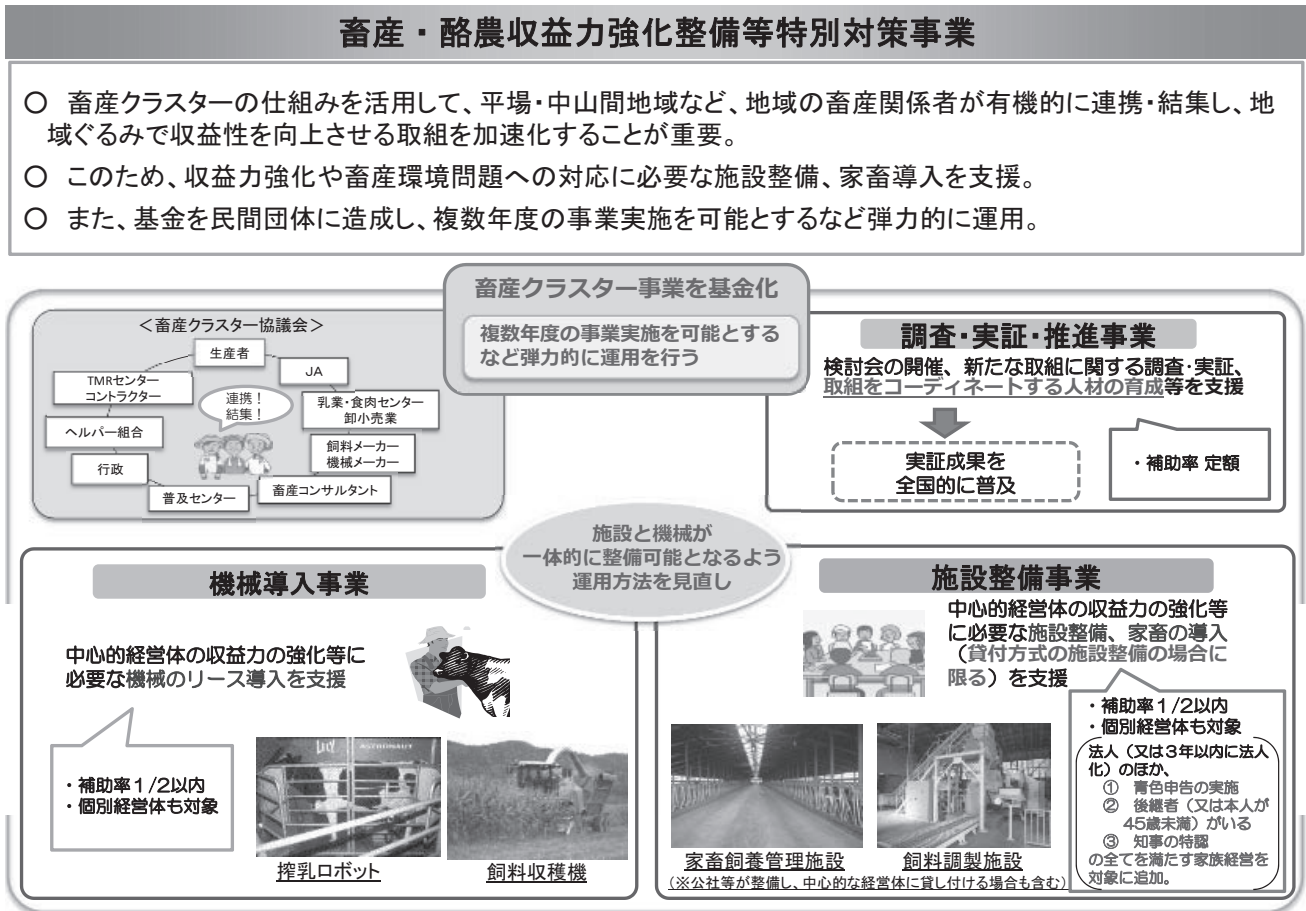 畜産・酪農収益力強化整備等特別対策事業
○ 畜産クラスターの仕組みを活用して、平場・中山間地域など、地域の畜産関係者が有機的に連携・結集し、地
域ぐるみで収益性を向上させる取組を加速化することが重要。
○ このため、収益力強化や畜産環境問題への対応に必要な施設整備、家畜導入を支援。
○ また、基金を民間団体に造成し、複数年度の事業実施を可能とするなど弾力的に運用。
畜産クラスター事業を基金化
複数年度の事業実施を可能とする
など弾力的に運用を行う
＜畜産クラスター協議会＞
生産者
JA
TMRセンター
コントラクター
連携！
結集！
乳業・食肉センター
卸小売業
ヘルパー組合
飼料メーカー
機械メーカー
行政
畜産コンサルタント
普及センター
調査・実証・推進事業
検討会の開催、新たな取組に関する調査・実証、
取組をコーディネートする人材の育成等を支援
実証成果を
全国的に普及
・補助率 定額
施設と機械が
一体的に整備可能となるよう
運用方法を見直し
機械導入事業
中心的経営体の収益力の強化等に
必要な機械のリース導入を支援
・補助率１/２以内
・個別経営体も対象
LELY ASTRONAUT
搾乳ロボット
飼料収穫機
施設整備事業
中心的経営体の収益力の強化等
に必要な施設整備、家畜の導入
（貸付方式の施設整備の場合に
限る）を支援
・補助率１/２以内
・個別経営体も対象
法人（又は３年以内に法人
化）のほか、
① 青色申告の実施
② 後継者（又は本人が
45歳未満）がいる
③ 知事の特認
の全てを満たす家族経営を
対象に追加。
家畜飼養管理施設
飼料調製施設
（※公社等が整備し、中心的な経営体に貸し付ける場合も含む）